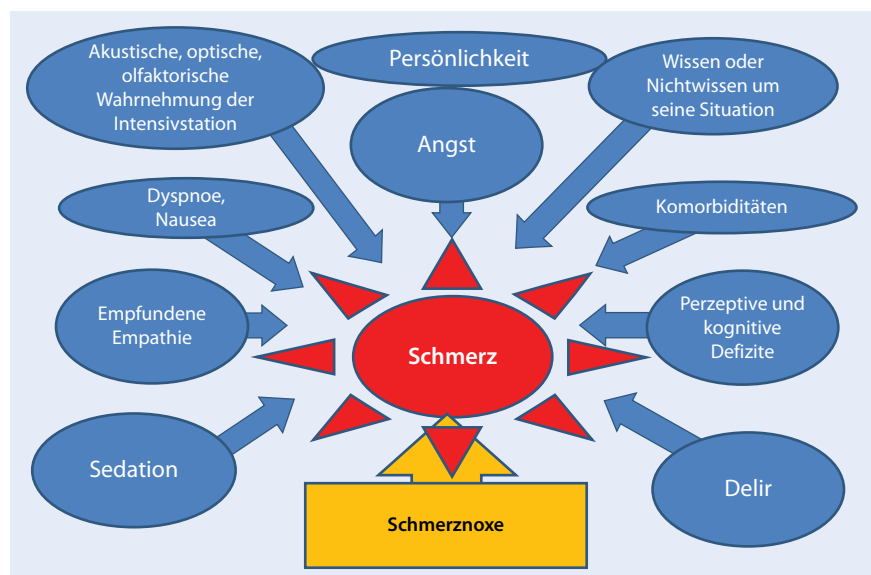 Akustische, optische,
olfaktorische
Wahrnehmung der
Intensivstation
Persönlichkeit
Wissen oder
Nichtwissen um
seine Situation
Angst
Dyspnoe,
Nausea
Komorbiditäten
Empfundene
Empathie
Schmerz
Perzeptive und
kognitive
Defizite
Sedation
Delir
Schmerznoxe